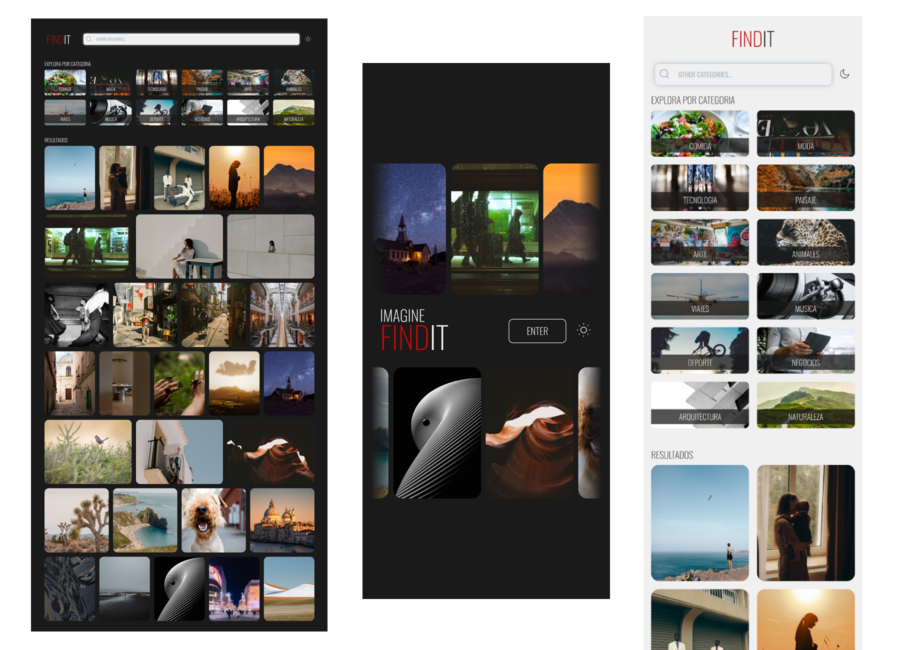 FINDIT
OTHER CATEGORIES...
EXPLORA POR CATEGORIA
COMIDA
MODA
TECNOLOGIA
PAISAJE
ARTE
ANIMALES
VIAJES
MUSICA
DEPORTE
NEGOCIOS
ARQUITECTURA
NATURALEZA
RESULTADOS
IMAGINE
FINDIT
ENTER
FINDIT
OTHER CATEGORIES...
EXPLORA POR CATEGORIA
COMIDA
MODA
TECNOLOGIA
PAISAJE
ARTE
ANIMALES
VIAJES
MUSICA
DEPORTE
NEGOCIOS
ARQUITECTURA
NATURALEZA
RESULTADOS